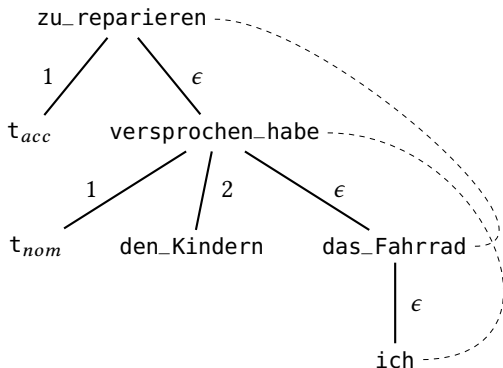 zu_reparieren
1 ϵ
t_acc versprochen_habe
1 2 ϵ
t_nom den_Kindern das_Fahrrad
ϵ
ich